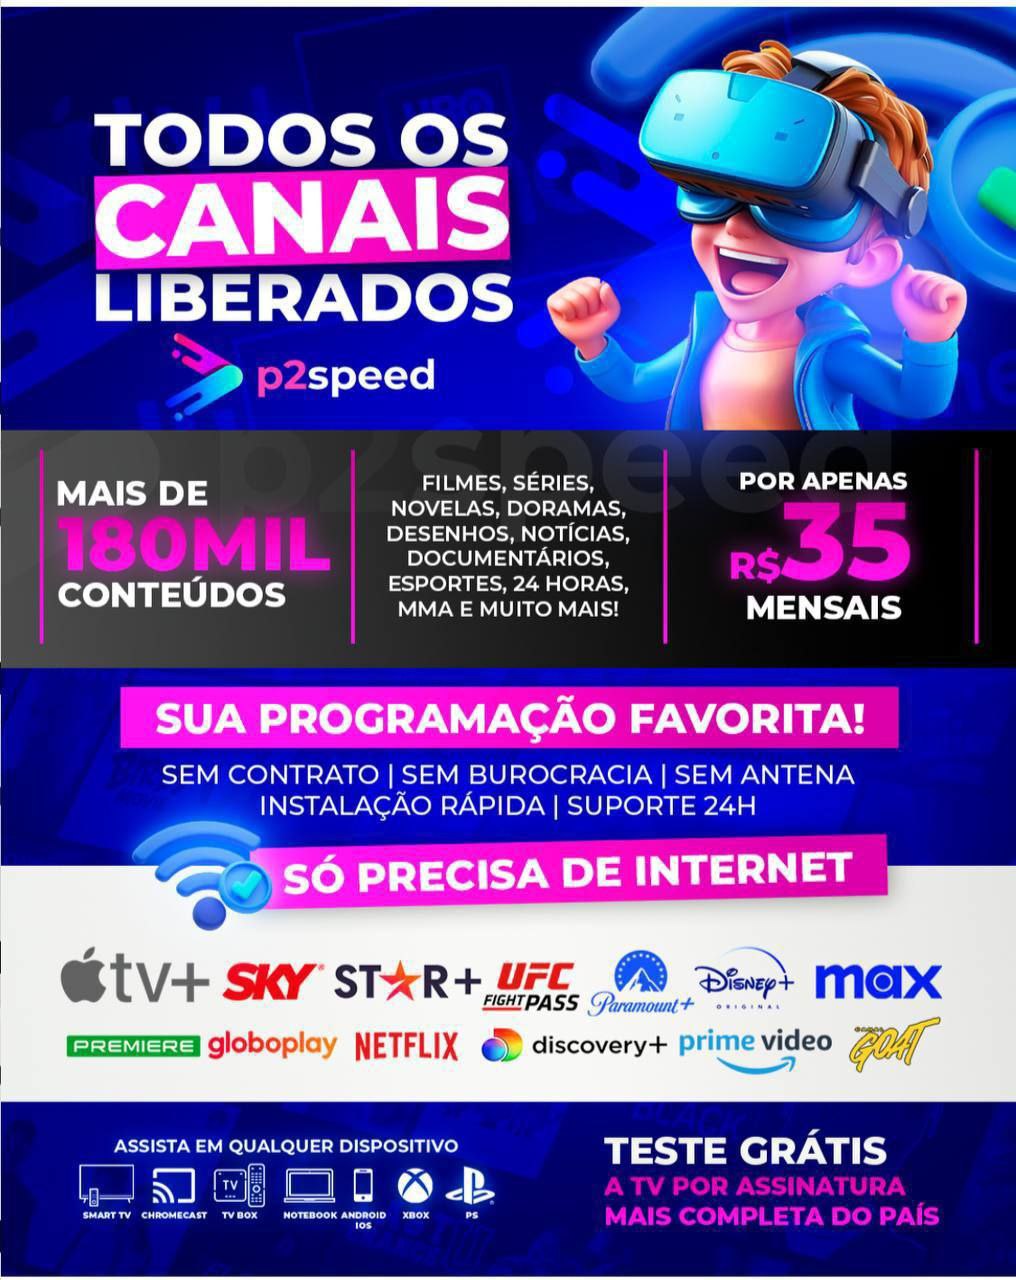 TODOS OS
CANAIS
LIBERADOS
p2speed
p2speed
MAIS DE
180MIL
CONTEÚDOS
FILMES, SÉRIES,
NOVELAS, DORAMAS,
DESENHOS, NOTÍCIAS,
DOCUMENTÁRIOS,
ESPORTES, 24 HORAS,
MMA E MUITO MAIS!
POR APENAS
R$35
MENSAIS
SUA PROGRAMAÇÃO FAVORITA!
SEM CONTRATO | SEM BUROCRACIA | SEM ANTENA
INSTALAÇÃO RÁPIDA | SUPORTE 24H
SÓ PRECISA DE INTERNET
tv+ SKY STAR+ UFC FIGHT PASS Paramount+ Disney+ ORIGINAL max
PREMIERE globoplay NETFLIX discovery+ prime video CANAL GOAT
ASSISTA EM QUALQUER DISPOSITIVO
TV
SMART TV CHROMECAST TV BOX NOTEBOOK ANDROID IOS XBOX PS
TESTE GRÁTIS
A TV POR ASSINATURA
MAIS COMPLETA DO PAÍS